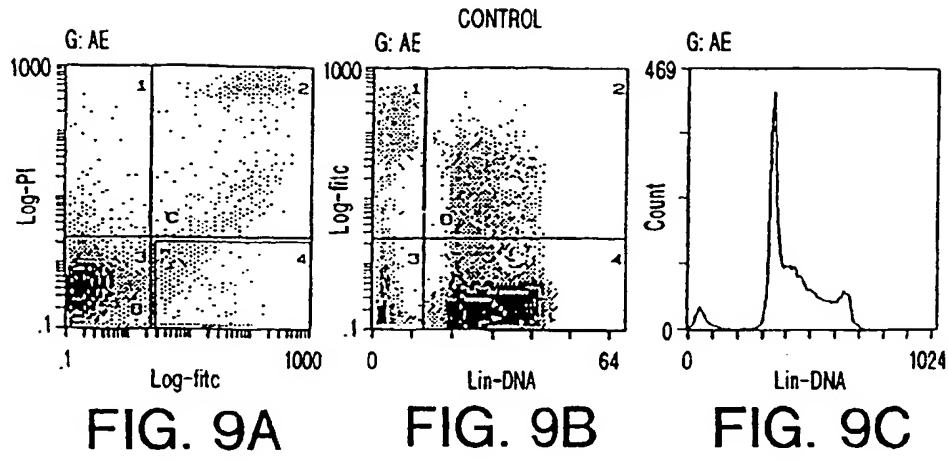 CONTROL
G: AE
1000
1
2
C
3
4
D
Log-PI
.1
.1
1000
Log-fitc
FIG. 9A
G: AE
1000
1
2
D
3
4
Log-fitc
.1
0
64
Lin-DNA
FIG. 9B
G: AE
469
Count
0
0
1024
Lin-DNA
FIG. 9C